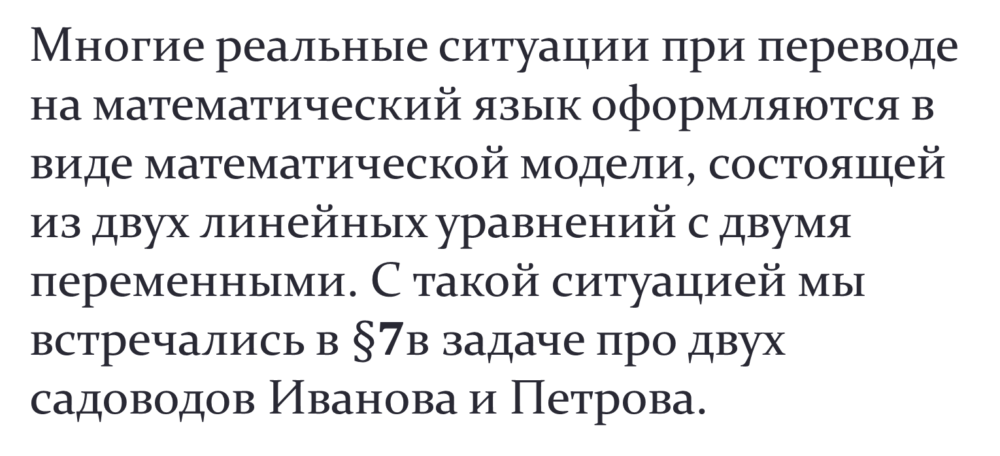 Многие реальные ситуации при переводе
на математический язык оформляются в
виде математической модели, состоящей
из двух линейных уравнений с двумя
переменными. С такой ситуацией мы
встречались в §7в задаче про двух
садоводов Иванова и Петрова.